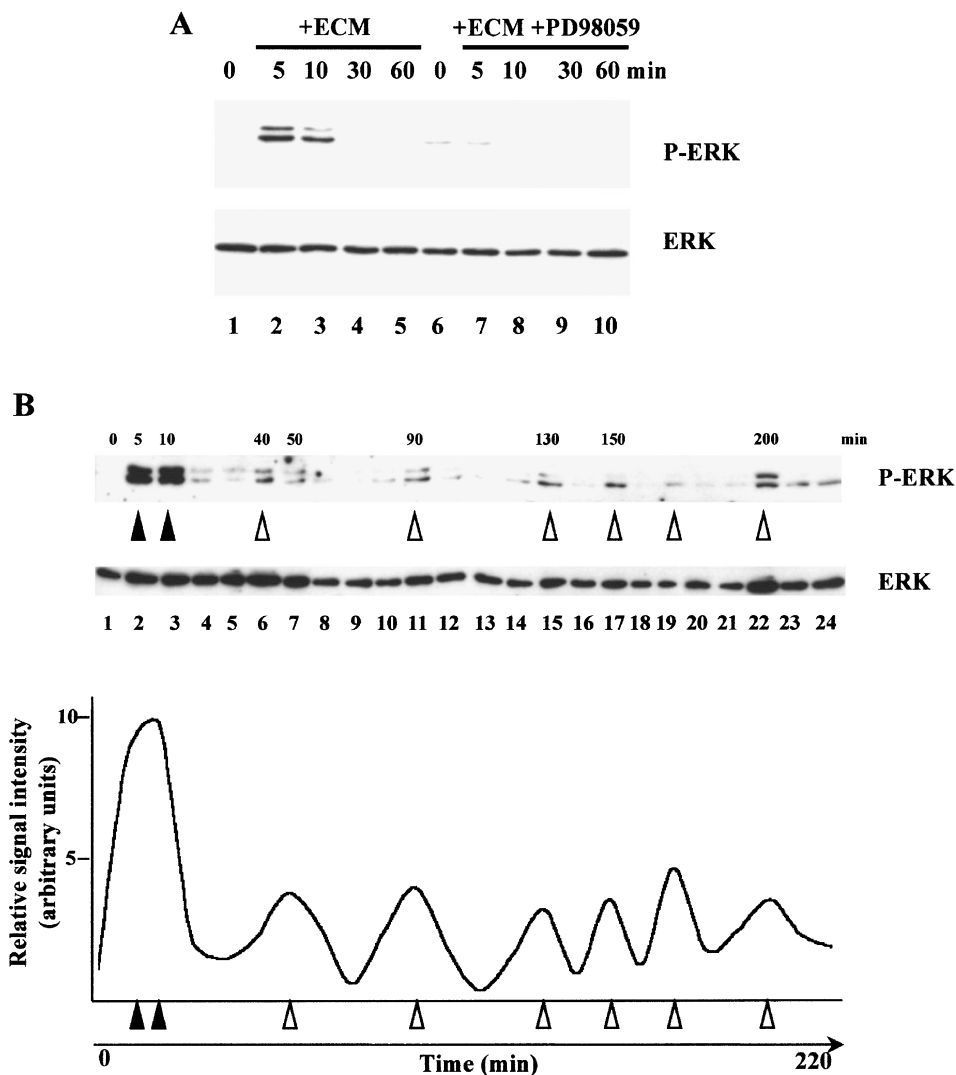 A
+ECM +ECM +PD98059
0 5 10 30 60 0 5 10 30 60 min
P-ERK
ERK
1 2 3 4 5 6 7 8 9 10
B
0 5 10 40 50 90 130 150 200 min
P-ERK
ERK
1 2 3 4 5 6 7 8 9 10 11 12 13 14 15 16 17 18 19 20 21 22 23 24
Relative signal intensity
(arbitrary units)
10
5
0 Time (min) 220